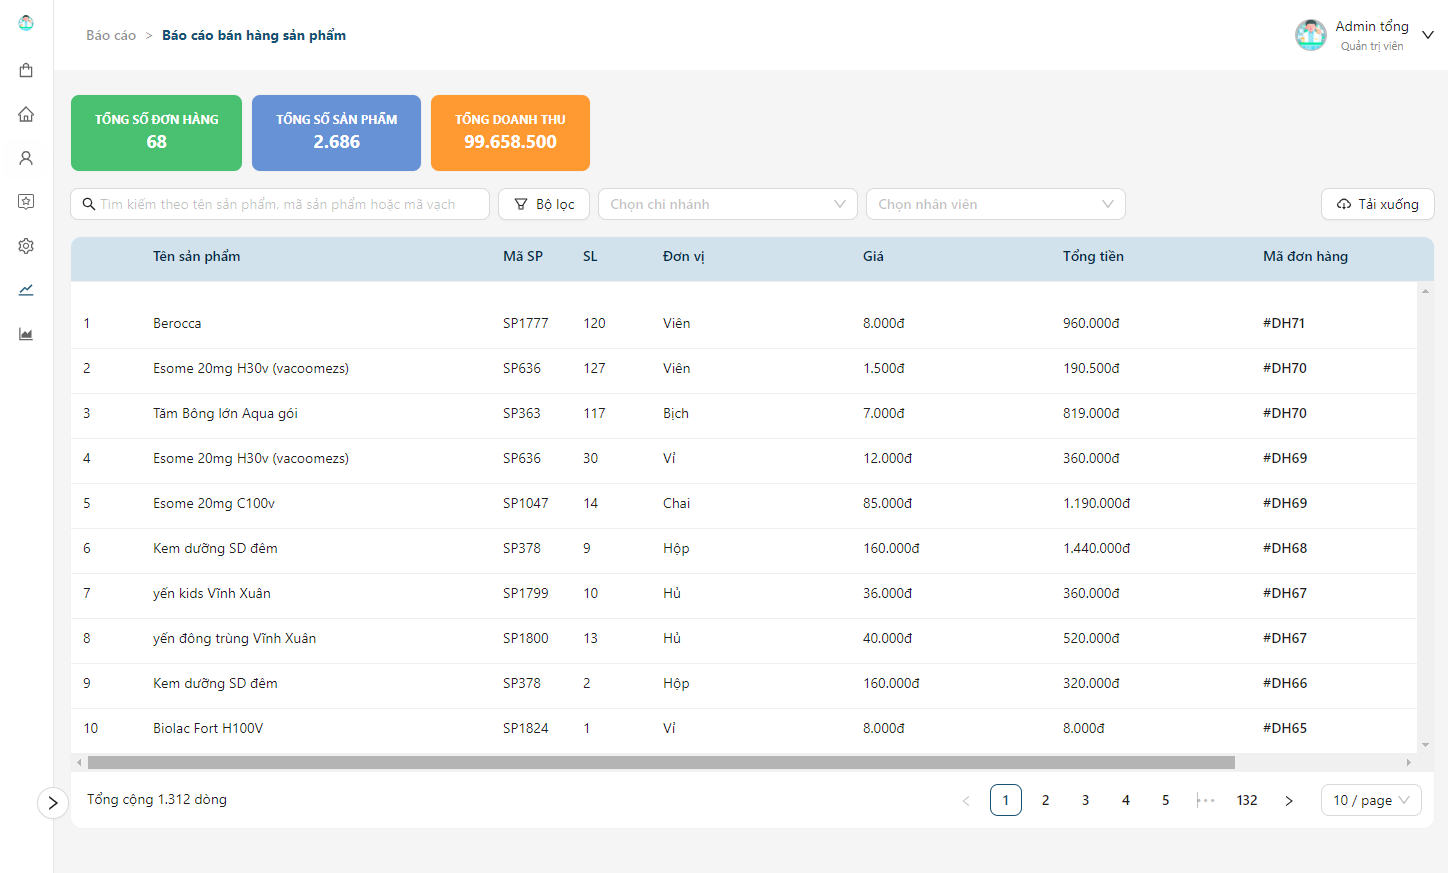 Báo cáo > Báo cáo bán hàng sản phẩm
Admin tổng
Quản trị viên
TỔNG SỐ ĐƠN HÀNG
68
TỔNG SỐ SẢN PHẨM
2.686
TỔNG DOANH THU
99.658.500
Tìm kiếm theo tên sản phẩm, mã sản phẩm hoặc mã vạch
Bộ lọc
Chọn chi nhánh
Chọn nhân viên
Tải xuống
Tên sản phẩm Mã SP SL Đơn vị Giá Tổng tiền Mã đơn hàng
1 Berocca SP1777 120 Viên 8.000đ 960.000đ #DH71
2 Esome 20mg H30v (vacoomezs) SP636 127 Viên 1.500đ 190.500đ #DH70
3 Tăm Bông lớn Aqua gói SP363 117 Bịch 7.000đ 819.000đ #DH70
4 Esome 20mg H30v (vacoomezs) SP636 30 Vỉ 12.000đ 360.000đ #DH69
5 Esome 20mg C100v SP1047 14 Chai 85.000đ 1.190.000đ #DH69
6 Kem dưỡng SD đêm SP378 9 Hộp 160.000đ 1.440.000đ #DH68
7 yến kids Vĩnh Xuân SP1799 10 Hủ 36.000đ 360.000đ #DH67
8 yến đông trùng Vĩnh Xuân SP1800 13 Hủ 40.000đ 520.000đ #DH67
9 Kem dưỡng SD đêm SP378 2 Hộp 160.000đ 320.000đ #DH66
10 Biolac Fort H100V SP1824 1 Vỉ 8.000đ 8.000đ #DH65
Tổng cộng 1.312 dòng
< 1 2 3 4 5 ••• 132 >
10 / page